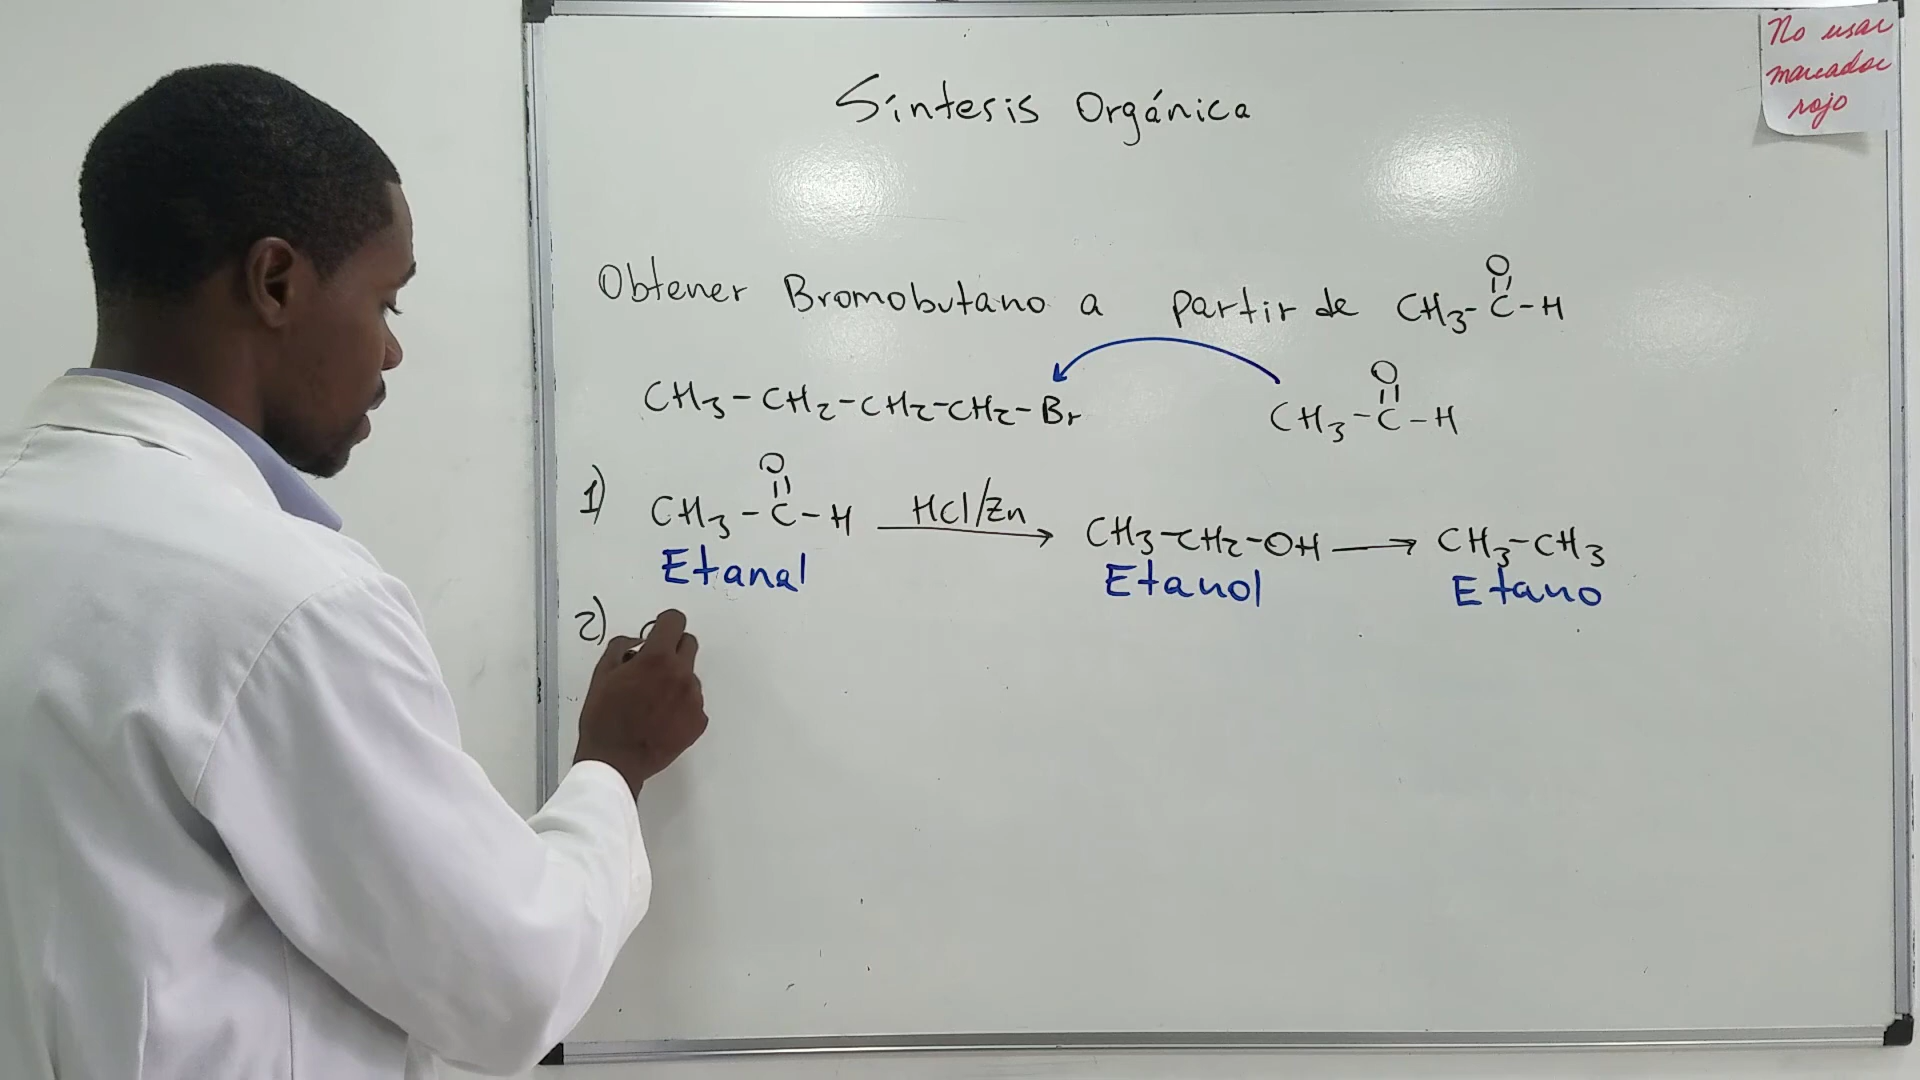 No usar
marcador
rojo
Síntesis Orgánica
O
Obtener Bromobutano a partir de CH3-C-H
O
CH3-CH2-CH2-CH2-Br CH3-C-H
O
1) CH3-C-H HCl/Zn CH3-CH2-OH CH3-CH3
Etanal Etanol Etano
2)